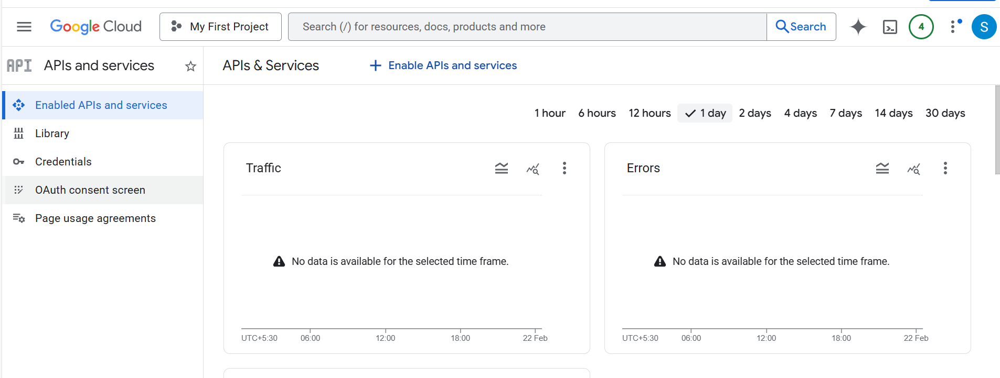 Google Cloud
My First Project
Search (/) for resources, docs, products and more
Search
4
S
API
APIs and services
APIs & Services
Enable APIs and services
Enabled APIs and services
Library
Credentials
OAuth consent screen
Page usage agreements
1 hour 6 hours 12 hours 1 day 2 days 4 days 7 days 14 days 30 days
Traffic
No data is available for the selected time frame.
UTC+5:30 06:00 12:00 18:00 22 Feb
Errors
No data is available for the selected time frame.
UTC+5:30 06:00 12:00 18:00 22 Feb